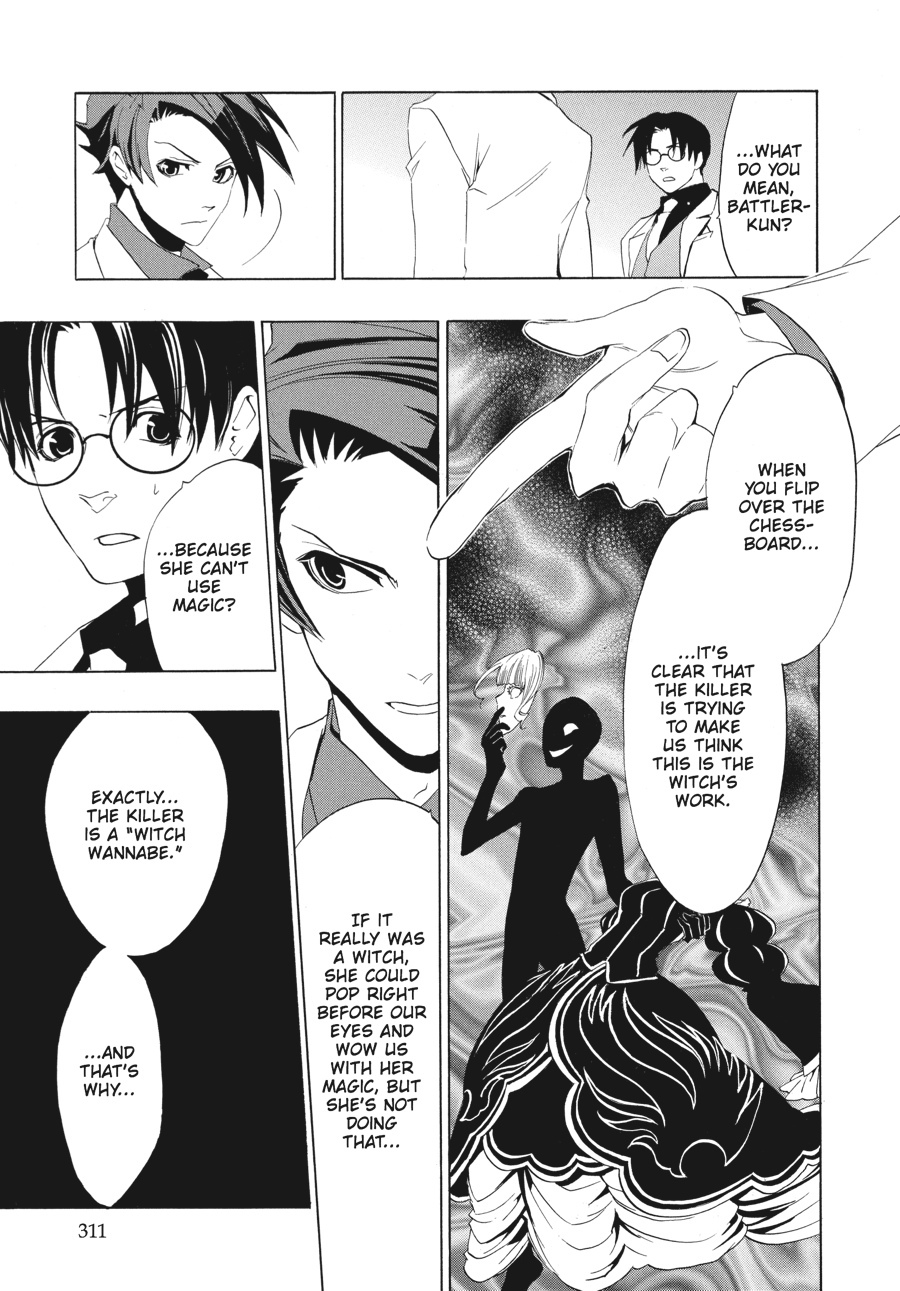 ...WHAT
DO YOU
MEAN,
BATTLER-
KUN?
WHEN
YOU FLIP
OVER THE
CHESS-
BOARD...
...IT'S
CLEAR THAT
THE KILLER
IS TRYING
TO MAKE
US THINK
THIS IS THE
WITCH'S
WORK.
...BECAUSE
SHE CAN'T
USE
MAGIC?
IF IT
REALLY WAS
A WITCH,
SHE COULD
POP RIGHT
BEFORE OUR
EYES AND
WOW US
WITH HER
MAGIC, BUT
SHE'S NOT
DOING
THAT...
EXACTLY...
THE KILLER
IS A "WITCH
WANNABE."
...AND
THAT'S
WHY...
311